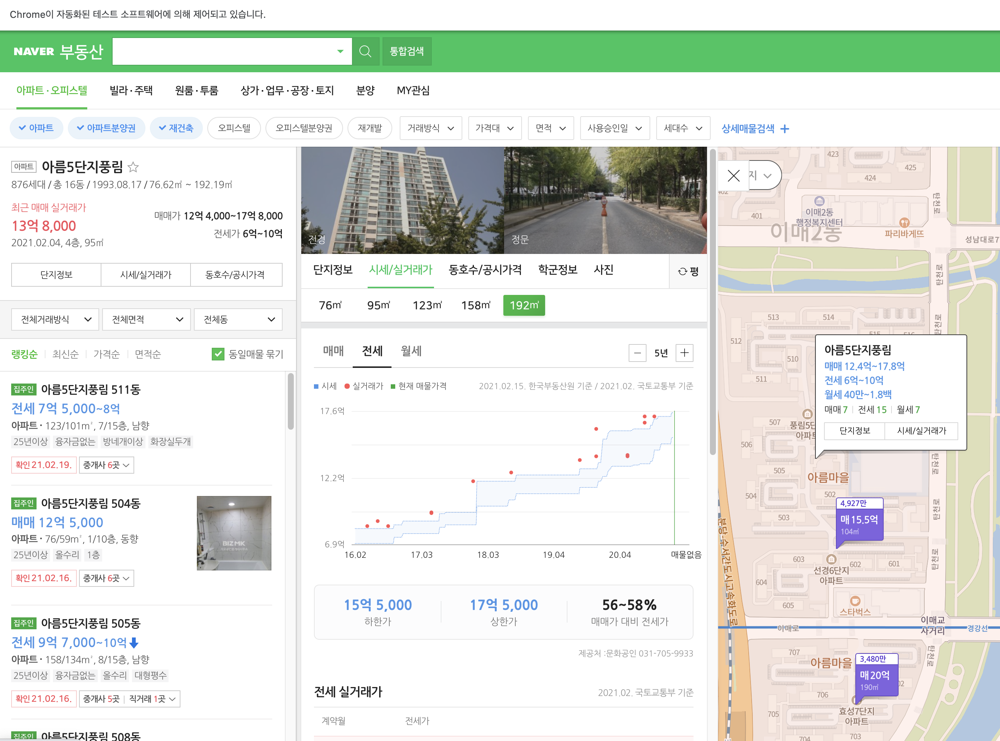 Chrome이 자동화된 테스트 소프트웨어에 의해 제어되고 있습니다.
NAVER 부동산
통합검색
아파트·오피스텔 빌라·주택 원룸·투룸 상가·업무·공장·토지 분양 MY관심
아파트 아파트분양권 재건축 오피스텔 오피스텔분양권 재개발 거래방식 가격대 면적 사용승인일 세대수 상세매물검색 +
아파트 아름5단지풍림
876세대 / 총 16동 / 1993.08.17 / 76.62㎡ ~ 192.19㎡
최근 매매 실거래가
13억 8,000
2021.02.04, 4층, 95㎡
매매가 12억 4,000~17억 8,000
전세가 6억~10억
단지정보 시세/실거래가 동호수/공시가격
전체거래방식 전체면적 전체동
랭킹순 최신순 가격순 면적순 동일매물 묶기
집주인 아름5단지풍림 511동
전세 7억 5,000~8억
아파트 · 123/101m², 7/15층, 남향
25년이상 융자금없는 방네개이상 화장실두개
확인 21.02.19. 중개사 6곳
집주인 아름5단지풍림 504동
매매 12억 5,000
아파트 · 76/59m², 1/10층, 동향
25년이상 올수리 1층
확인 21.02.16. 중개사 6곳
BIZMK
집주인 아름5단지풍림 505동
전세 9억 7,000~10억
아파트 · 158/134m², 8/15층, 남향
25년이상 융자금없는 올수리 대형평수
확인 21.02.16. 중개사 5곳 직거래 1곳
집주인 아름5단지풍림 508동
전경
정문
단지정보 시세/실거래가 동호수/공시가격 학군정보 사진 평
76㎡ 95㎡ 123㎡ 158㎡ 192㎡
매매 전세 월세 5년
시세 실거래가 현재 매물가격 2021.02.15. 한국부동산원 기준 / 2021.02. 국토교통부 기준
17.6억
12.2억
6.9억
16.02 17.03 18.03 19.04 20.04 매물없음
15억 5,000 17억 5,000 56~58%
하한가 상한가 매매가 대비 전세가
제공처 :문화공인 031-705-9933
전세 실거래가 2021.02. 국토교통부 기준
계약월 전세가
지
423
425
424
402
401
이매2동
행정복지센터
이매2동
파리바게뜨
탄천로
성남대로7
탄천로
탄천로
513
514
515
516
512
510
511
507
506
505
504
502
503
풍림5단
아파트
아름5단지풍림
매매 12.4억~17.8억
전세 6억~10억
월세 40만~1.8백
매매 7 전세 15 월세 7
단지정보 시세/실거래가
탄천로
아름마을
4,927만
매 15.5억
104㎡
탄천로
탄천로
603
602
601
선경6단지
아파트
604
605
스타벅스
분당-수서간도시고속화도로
이매교
사거리
이매로
경강선
탄천로
707
아름마을
3,480만
매 20억
190㎡
02
706
705
효성7단지
아파트
704
703